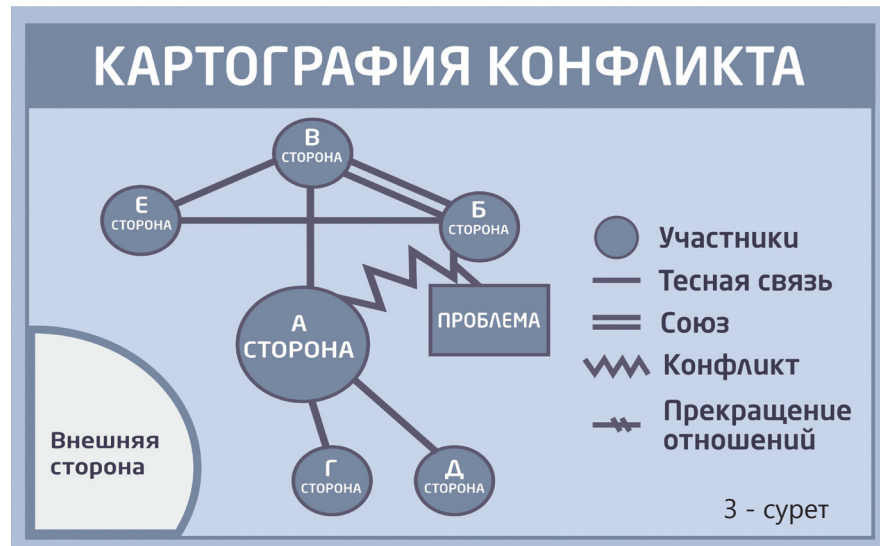 КАРТОГРАФИЯ КОНФЛИКТА
В
СТОРОНА
Е
СТОРОНА
Б
СТОРОНА
А
СТОРОНА
ПРОБЛЕМА
Г
СТОРОНА
Д
СТОРОНА
Внешняя
сторона
Участники
Тесная связь
Союз
Конфликт
Прекращение
отношений
3 - сурет